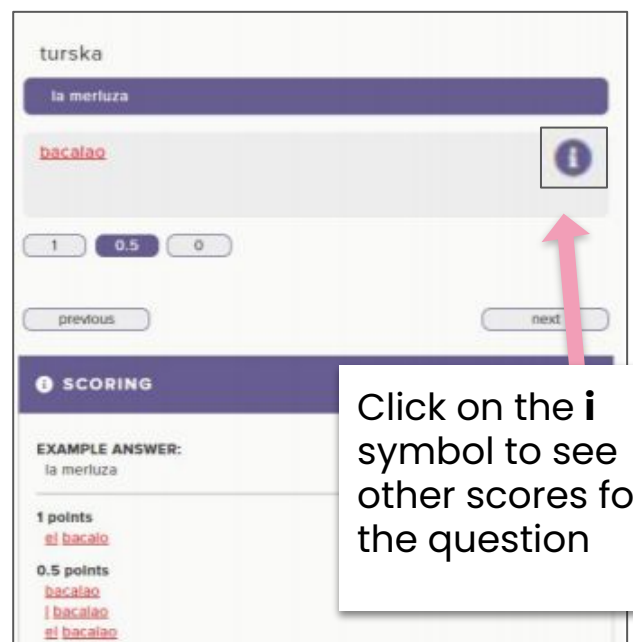 turska
la merluza
bacalao
i
1 0.5 0
previous next
i SCORING
EXAMPLE ANSWER:
la merluza
1 points
el bacalo
0.5 points
bacalao
l bacalao
el bacalao
Click on the i
symbol to see
other scores fo
the question